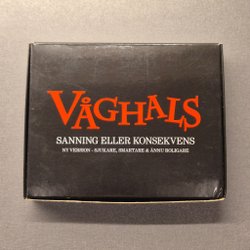 VÅGHALS
SANNING ELLER KONSEKVENS
NY VERSION - SJUKARE, SMARTARE & ÄNNU ROLIGARE